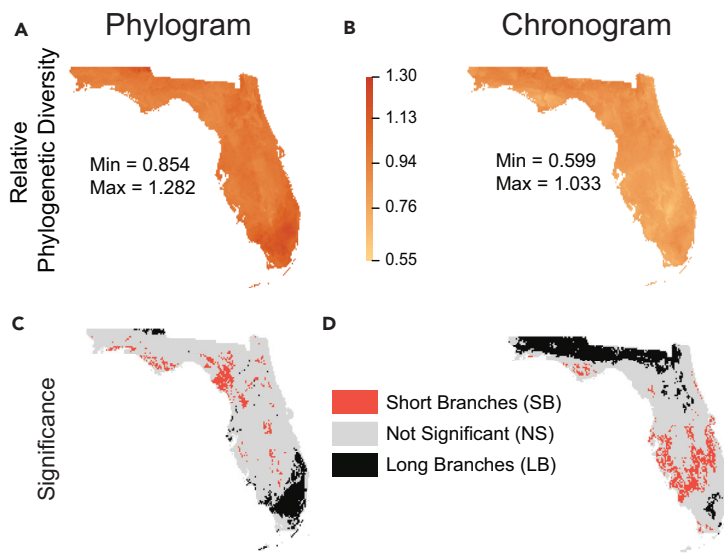 Phylogram
Chronogram
A
B
Relative
Phylogenetic Diversity
Min = 0.854
Max = 1.282
1.30
1.13
0.94
0.76
0.55
Min = 0.599
Max = 1.033
C
D
Significance
Short Branches (SB)
Not Significant (NS)
Long Branches (LB)